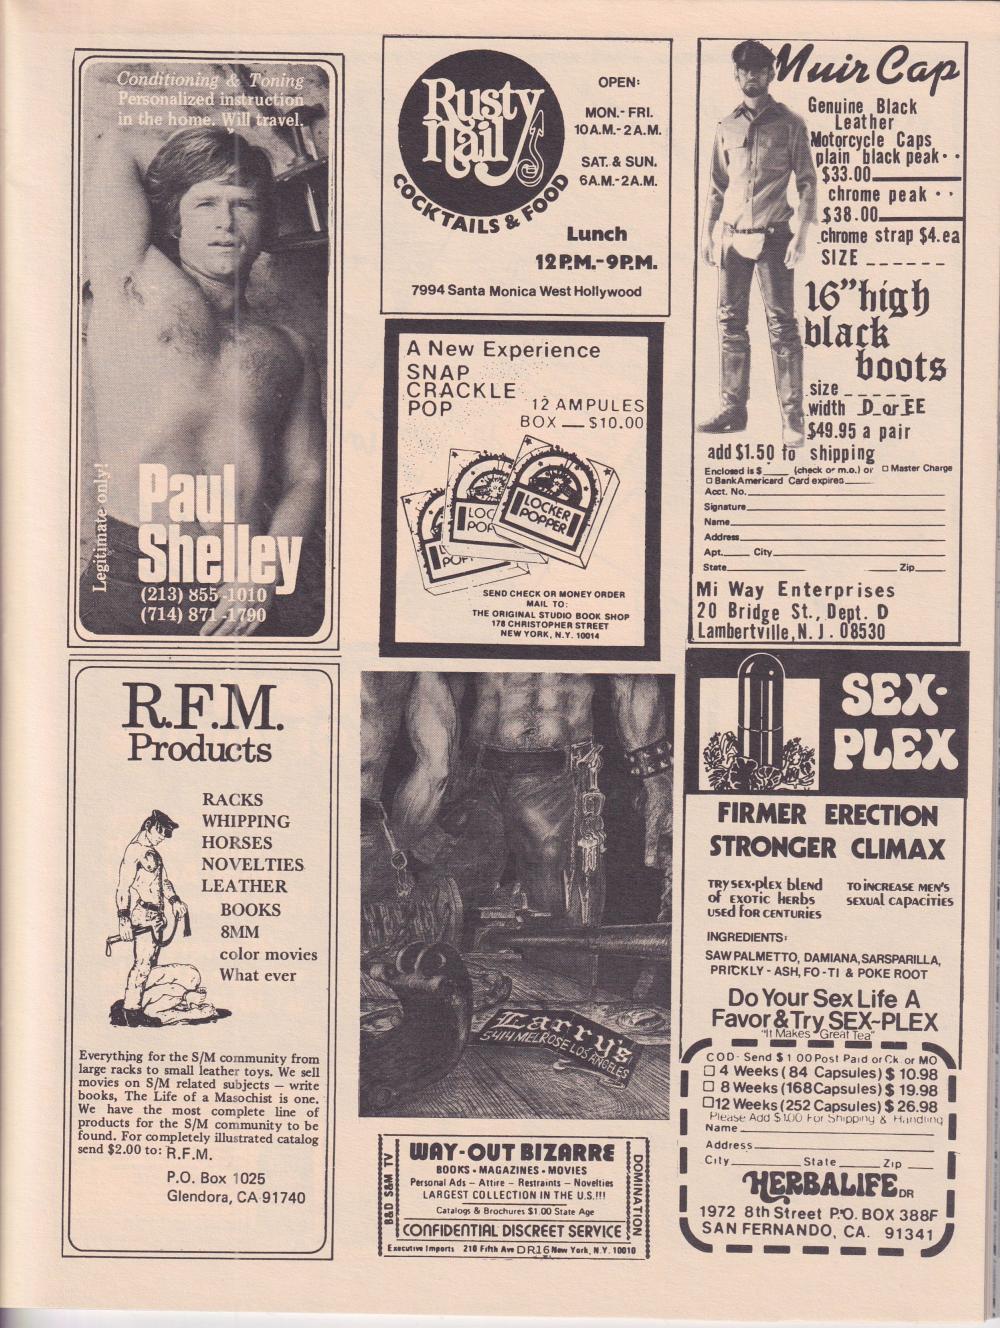 Conditioning & Toning
Personalized instruction
in the home. Will travel.
Legitimate only!
Paul
Shelley
(213) 855-1010
(714) 871-1790
Rusty
Nail
COCKTAILS & FOOD
OPEN:
MON.-FRI.
10 A.M.-2 A.M.
SAT. & SUN.
6A.M.-2A.M.
Lunch
12P.M.-9P.M.
7994 Santa Monica West Hollywood
Muir Cap
Genuine Black
Leather
Motorcycle Caps
plain black peak··
$33.00
chrome peak ··
$38.00
chrome strap $4.ea
SIZE ______
16"high
black
boots
size ______
width D_or EE
$49.95 a pair
add $1.50 to shipping
Enclosed is $____ (check or m.o.) or □ Master Charge
□ BankAmericard Card expires____
Acct. No.
Signature
Name
Address
Apt.____ City
State____ Zip____
Mi Way Enterprises
20 Bridge St., Dept. D
Lambertville, N. J. 08530
A New Experience
SNAP
CRACKLE
POP
12 AMPULES
BOX — $10.00
LOCKER
POPPER
LOC
POP
POP
SEND CHECK OR MONEY ORDER
MAIL TO:
THE ORIGINAL STUDIO BOOK SHOP
178 CHRISTOPHER STREET
NEW YORK, N.Y. 10014
R.F.M.
Products
RACKS
WHIPPING
HORSES
NOVELTIES
LEATHER
BOOKS
8MM
color movies
What ever
Everything for the S/M community from
large racks to small leather toys. We sell
movies on S/M related subjects — write
books, The Life of a Masochist is one.
We have the most complete line of
products for the S/M community to be
found. For completely illustrated catalog
send $2.00 to: R.F.M.
P.O. Box 1025
Glendora, CA 91740
Larry's
5414 MELROSE LOS ANGELES
WAY-OUT BIZARRE
BOOKS • MAGAZINES • MOVIES
Personal Ads - Attire - Restraints - Novelties
LARGEST COLLECTION IN THE U.S.!!!
Catalogs & Brochures $1.00 State Age
CONFIDENTIAL DISCREET SERVICE
B&D S&M TV
DOMINATION
Executive Imports 210 Fifth Ave DR16 New York, N.Y. 10010
SEX-
PLEX
FIRMER ERECTION
STRONGER CLIMAX
TRY SEX•plex blend
of exotic herbs
used for centuries
TO INCREASE MEN'S
SEXUAL CAPACITIES
INGREDIENTS:
SAW PALMETTO, DAMIANA, SARSPARILLA,
PRICKLY - ASH, FO-TI & POKE ROOT
Do Your Sex Life A
Favor & Try SEX-PLEX
"It Makes Great Tea"
COD- Send $1.00 Post Paid or Ck. or MO
□ 4 Weeks (84 Capsules) $ 10.98
□ 8 Weeks (168 Capsules) $ 19.98
□ 12 Weeks (252 Capsules) $ 26.98
Please Add $1.00 For Shipping & Handling
Name
Address
City____ State____ Zip____
HERBALIFE DR
1972 8th Street P.O. BOX 388F
SAN FERNANDO, CA. 91341